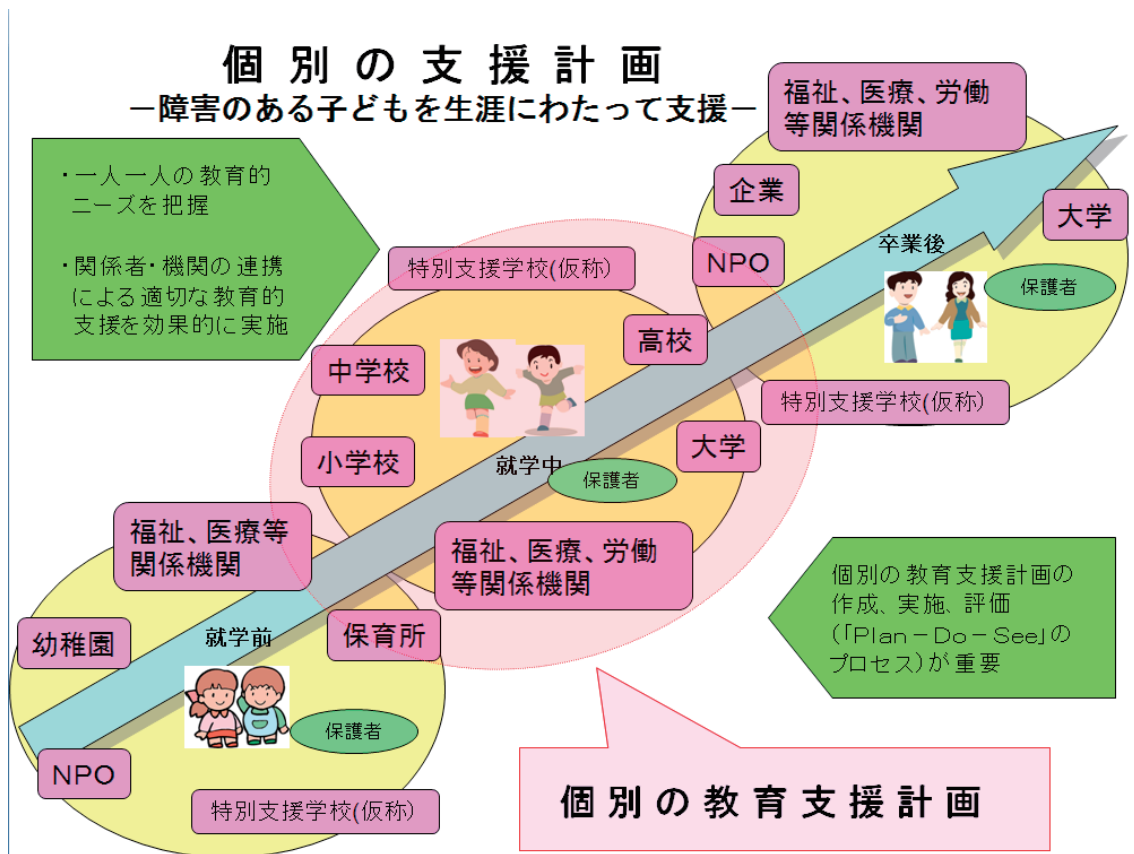 個別の支援計画
－障害のある子どもを生涯にわたって支援－
・一人一人の教育的
ニーズを把握
・関係者・機関の連携
による適切な教育的
支援を効果的に実施
福祉、医療、労働
等関係機関
企業
大学
NPO
卒業後
保護者
特別支援学校(仮称)
特別支援学校(仮称)
中学校
高校
小学校
就学中
大学
保護者
福祉、医療、労働
等関係機関
福祉、医療等
関係機関
幼稚園
就学前
保育所
保護者
NPO
特別支援学校(仮称)
個別の教育支援計画の
作成、実施、評価
(「Plan－Do－See」の
プロセス)が重要
個別の教育支援計画